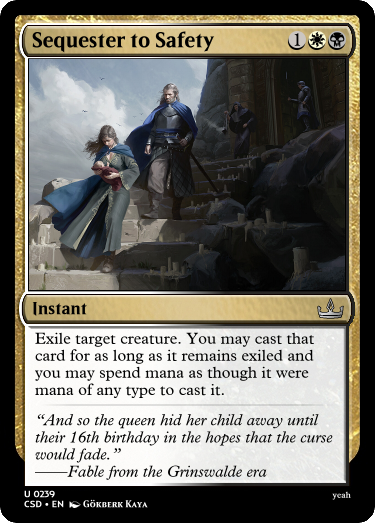 Sequester to Safety 1
Instant
Exile target creature. You may cast that
card for as long as it remains exiled and
you may spend mana as though it were
mana of any type to cast it.
“And so the queen hid her child away until
their 16th birthday in the hopes that the curse
would fade.”
——Fable from the Grinswalde era
U 0239
CSD • EN Gökberk Kaya
yeah